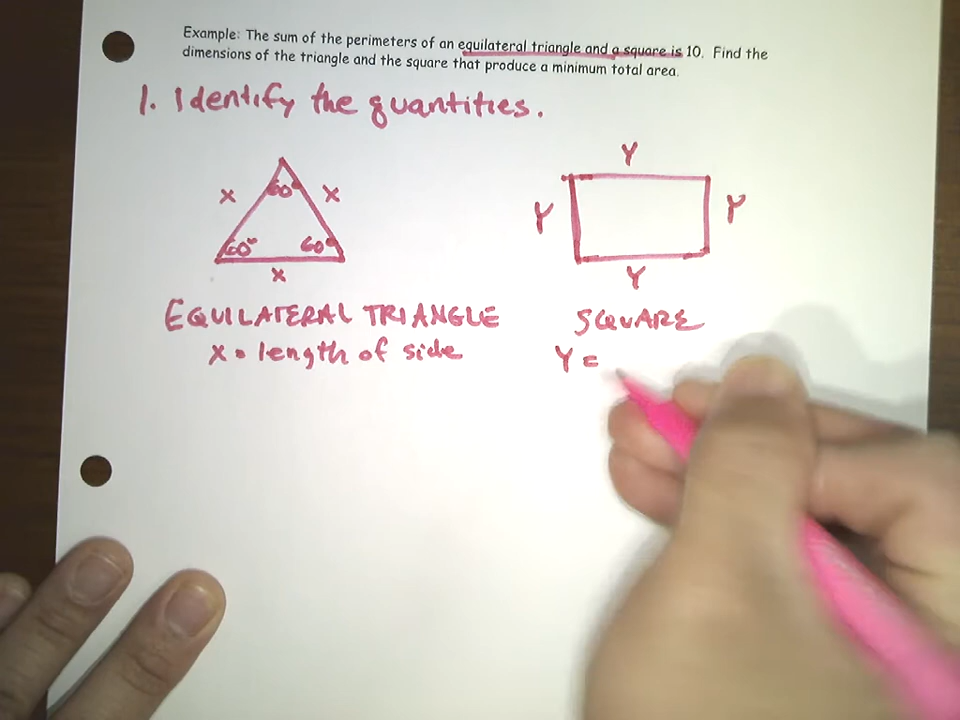 Example: The sum of the perimeters of an equilateral triangle and a square is 10. Find the
dimensions of the triangle and the square that produce a minimum total area.
1. Identify the quantities.
60°
x x
60° 60°
x
Y
Y Y
Y
EQUILATERAL TRIANGLE
x = length of side
SQUARE
Y =